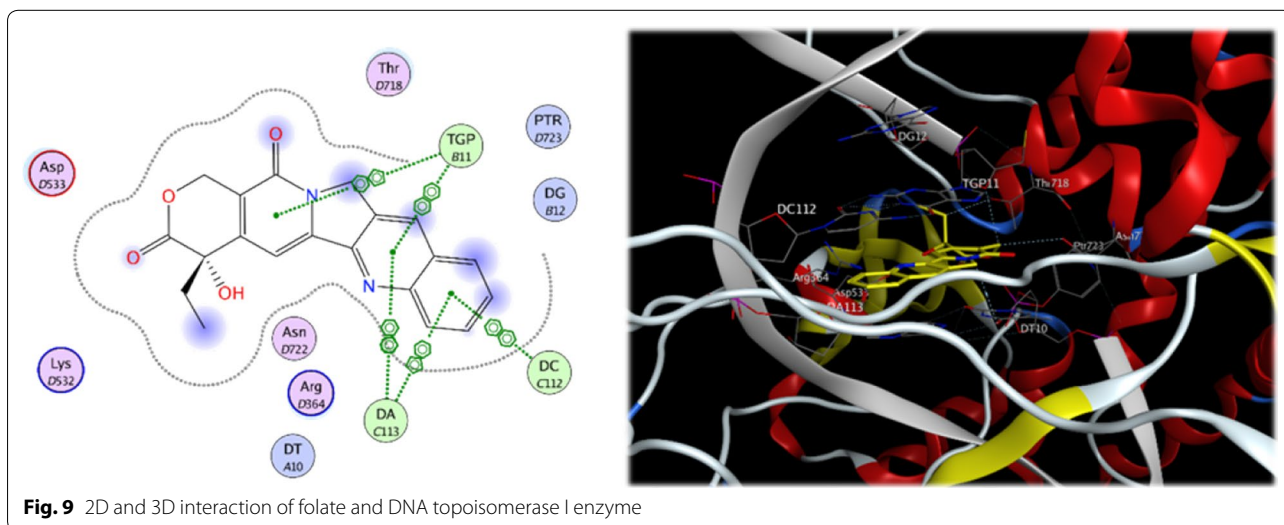 Thr
D718
TGP
B11
PTR
D723
DG
B12
Asp
D533
O
O
N
O
OH
N
Asn
D722
Arg
D364
Lys
D532
DT
A10
DA
C113
DC
C112
DG12
TGP11
Thr718
DC112
Arg364
DT10
Fig. 9 2D and 3D interaction of folate and DNA topoisomerase I enzyme